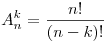 $A_n^k = \frac{n!}{(n-k)!}$